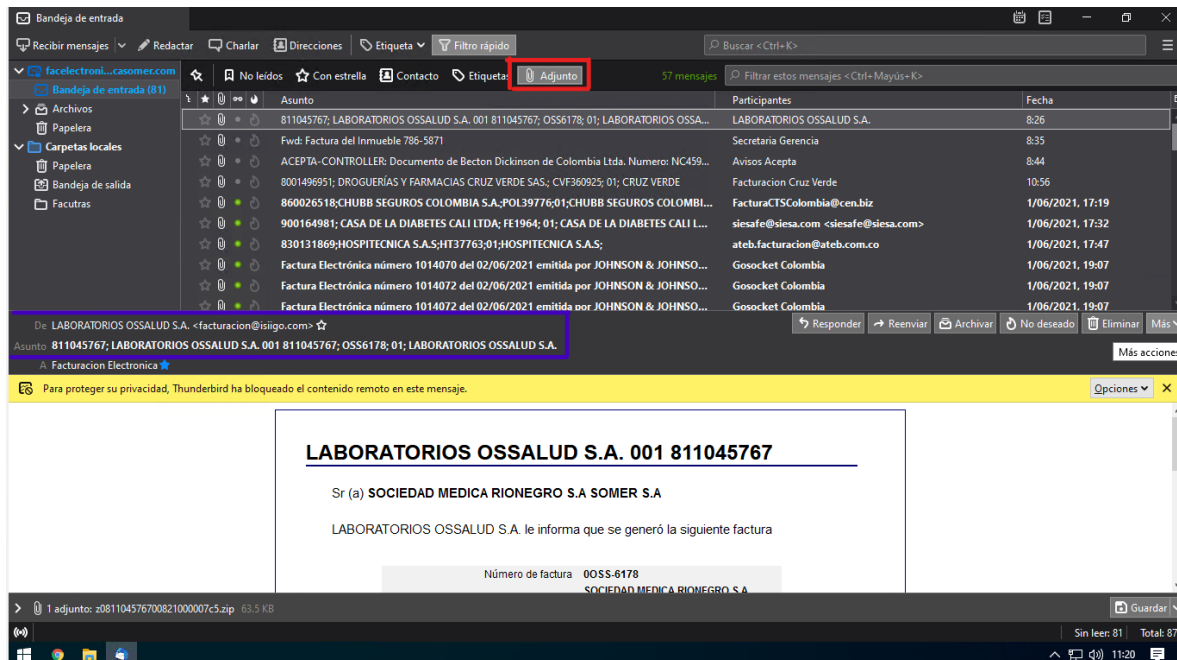 Bandeja de entrada
Recibir mensajes Redactar Charlar Direcciones Etiqueta Filtro rápido Buscar <Ctrl+K>
facelectroni...casomer.com No leídos Con estrella Contacto Etiquetas Adjunto 57 mensajes Filtrar estos mensajes <Ctrl+Mayús+K>
Bandeja de entrada (81)
Archivos
Papelera
Carpetas locales
Papelera
Bandeja de salida
Facutras
Asunto Participantes Fecha
811045767; LABORATORIOS OSSALUD S.A. 001 811045767; OSS6178; 01; LABORATORIOS OSSA... LABORATORIOS OSSALUD S.A. 8:26
Fwd: Factura del Inmueble 786-5871 Secretaria Gerencia 8:35
ACEPTA-CONTROLLER: Documento de Becton Dickinson de Colombia Ltda. Numero: NC459... Avisos Acepta 8:44
8001496951; DROGUERÍAS Y FARMACIAS CRUZ VERDE SAS.; CVF360925; 01; CRUZ VERDE Facturacion Cruz Verde 10:56
860026518;CHUBB SEGUROS COLOMBIA S.A.;POL39776;01;CHUBB SEGUROS COLOMBI... FacturaCTSColombia@cen.biz 1/06/2021, 17:19
900164981; CASA DE LA DIABETES CALI LTDA; FE1964; 01; CASA DE LA DIABETES CALI L... siesafe@siesa.com <siesafe@siesa.com> 1/06/2021, 17:32
830131869;HOSPITECNICA S.A.S;HT37763;01;HOSPITECNICA S.A.S; ateb.facturacion@ateb.com.co 1/06/2021, 17:47
Factura Electrónica número 1014070 del 02/06/2021 emitida por JOHNSON & JOHNSO... Gosocket Colombia 1/06/2021, 19:07
Factura Electrónica número 1014072 del 02/06/2021 emitida por JOHNSON & JOHNSO... Gosocket Colombia 1/06/2021, 19:07
De LABORATORIOS OSSALUD S.A. <facturacion@isiigo.com> Responder Reenviar Archivar No deseado Eliminar Más
Asunto 811045767; LABORATORIOS OSSALUD S.A. 001 811045767; OSS6178; 01; LABORATORIOS OSSALUD S.A.
Más acciones
A Facturacion Electronica
Para proteger su privacidad, Thunderbird ha bloqueado el contenido remoto en este mensaje. Opciones
LABORATORIOS OSSALUD S.A. 001 811045767
Sr (a) SOCIEDAD MEDICA RIONEGRO S.A SOMER S.A
LABORATORIOS OSSALUD S.A. le informa que se generó la siguiente factura
Número de factura 0OSS-6178
SOCIEDAD MEDICA RIONEGRO S.A
1 adjunto: z081104576700821000007c5.zip 63.5 KB Guardar
Sin leer: 81 Total: 87
11:20